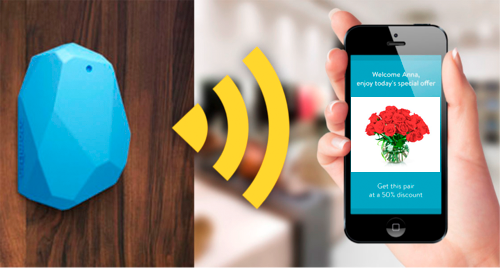 Welcome Anna,
enjoy today's special offer
Get this pair
at a 50% discount